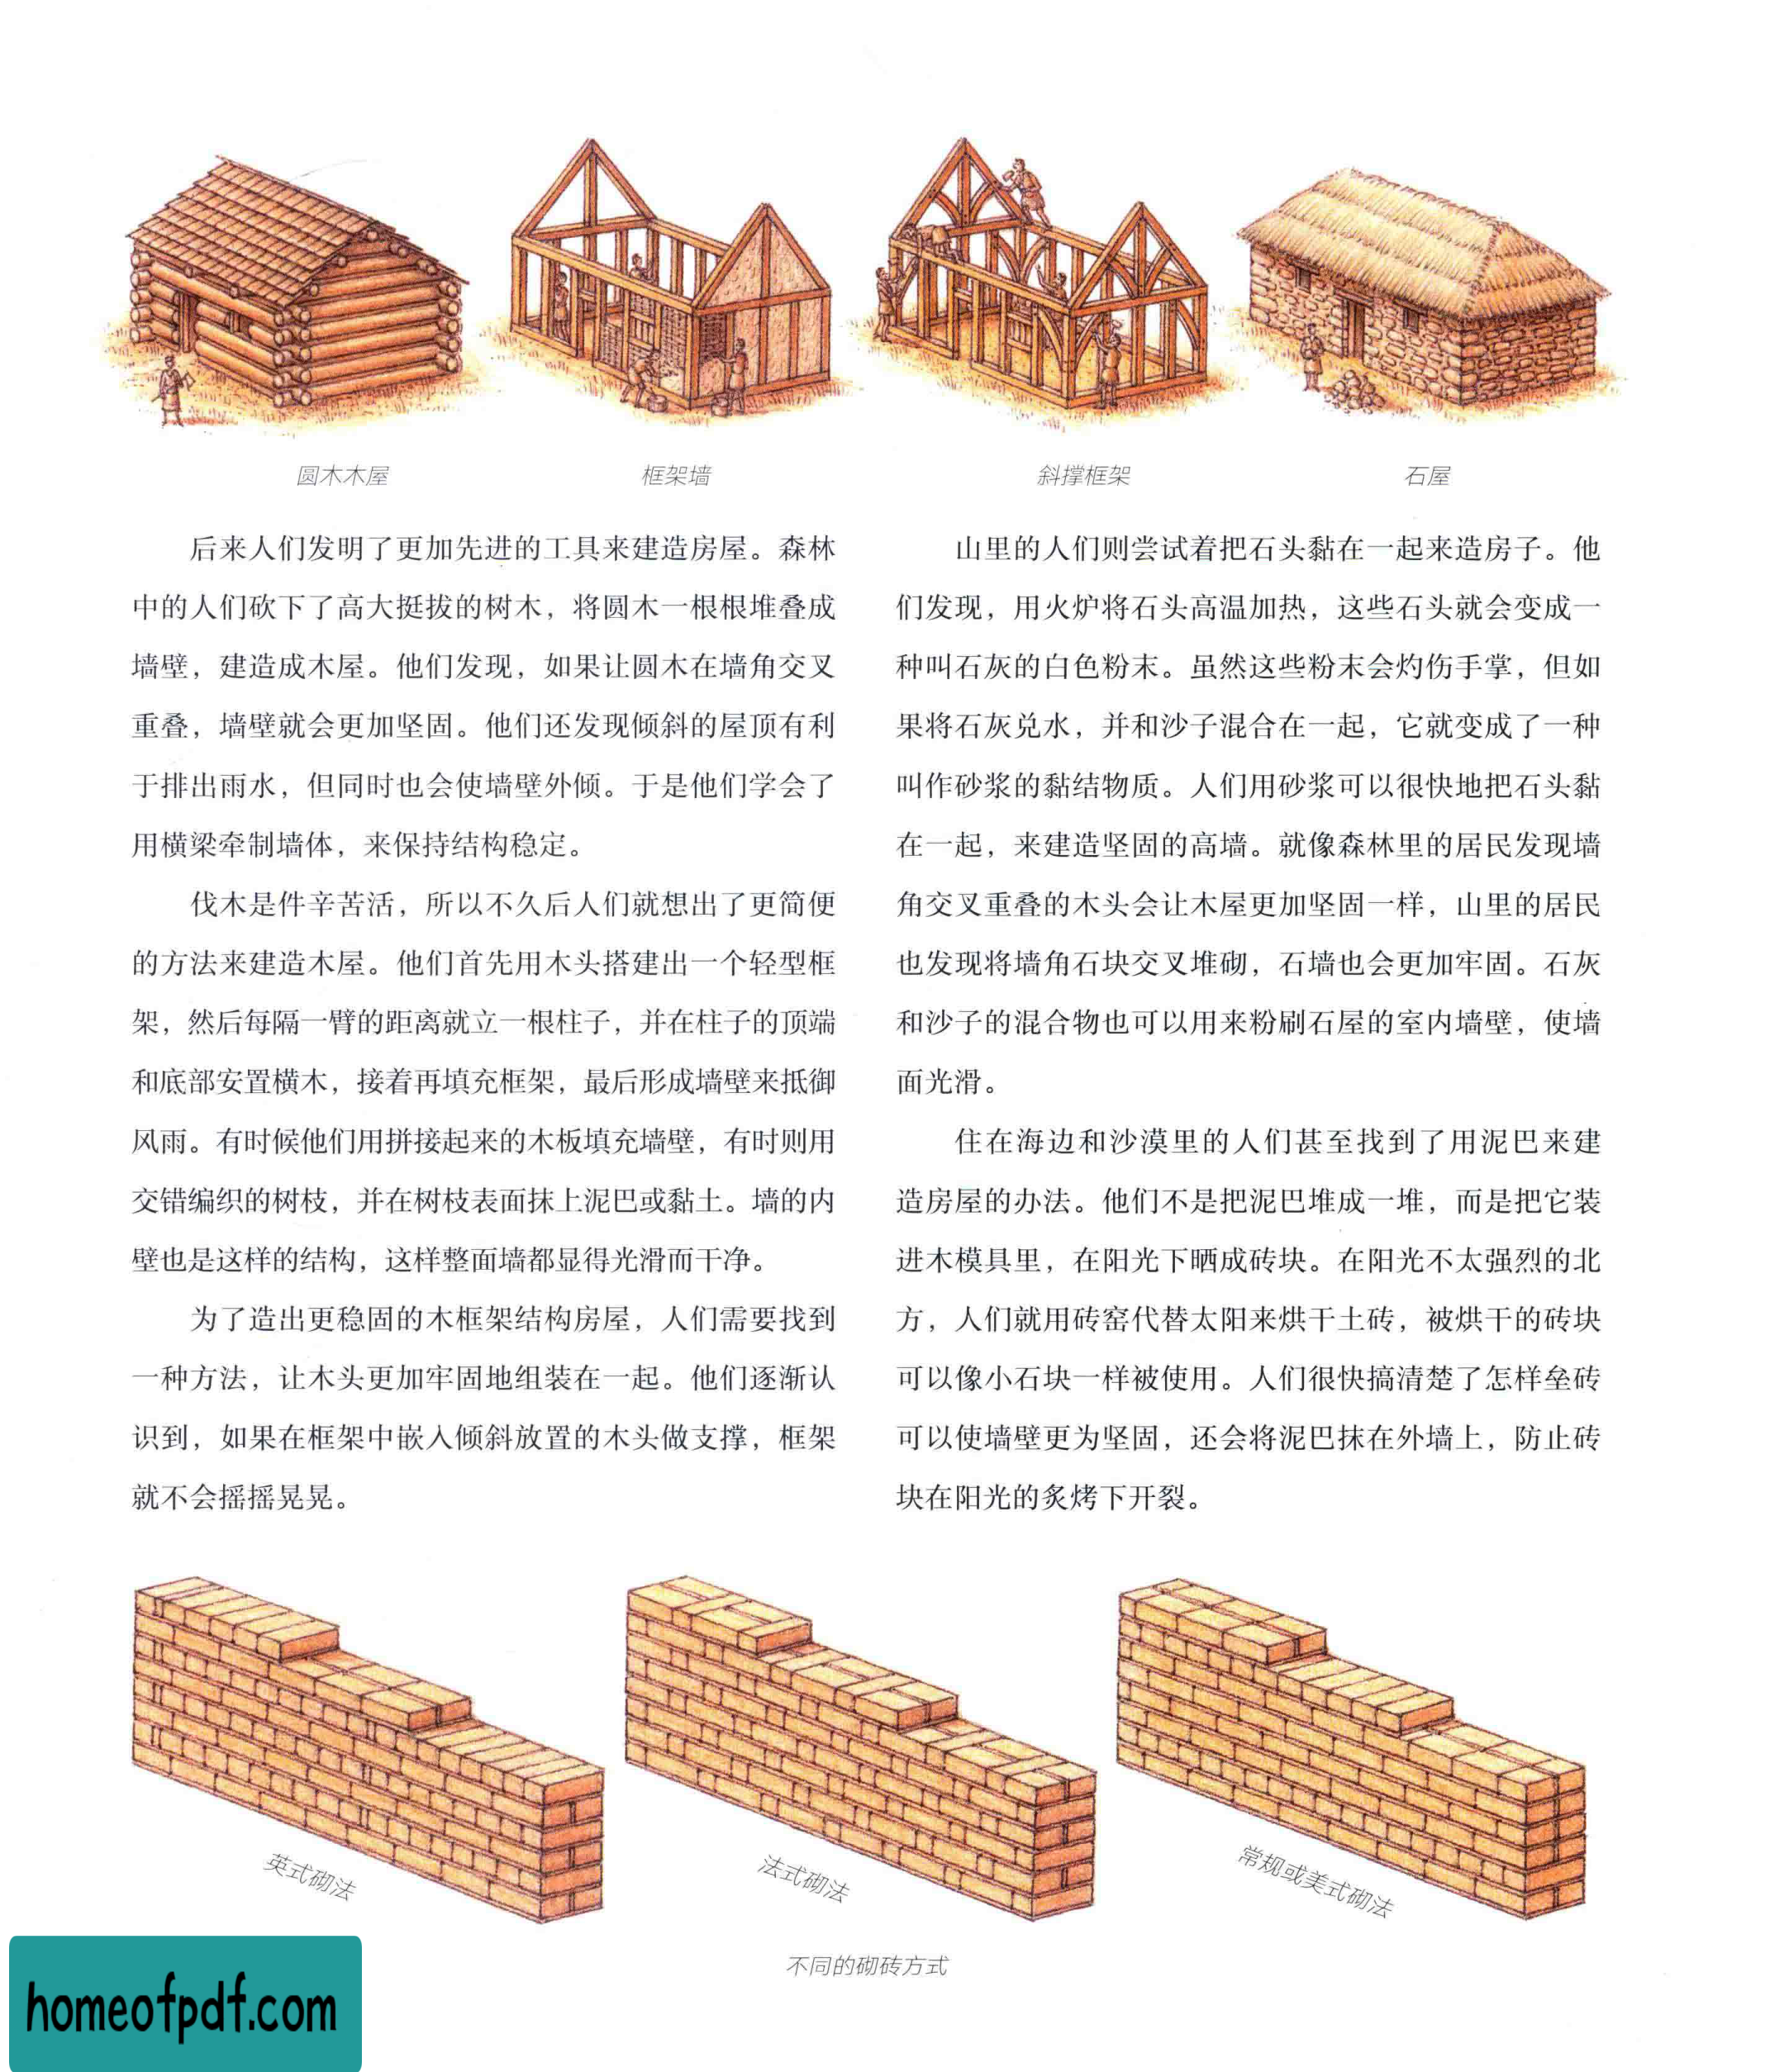 圆木木屋
框架墙
斜撑框架
石屋
后来人们发明了更加先进的工具来建造房屋。森林
中的人们砍下了高大挺拔的树木，将圆木一根根堆叠成
墙壁，建造成木屋。他们发现，如果让圆木在墙角交叉
重叠，墙壁就会更加坚固。他们还发现倾斜的屋顶有利
于排出雨水，但同时也会使墙壁外倾。于是他们学会了
用横梁牵制墙体，来保持结构稳定。
伐木是件辛苦活，所以不久后人们就想出了更简便
的方法来建造木屋。他们首先用木头搭建出一个轻型框
架，然后每隔一臂的距离就立一根柱子，并在柱子的顶端
和底部安置横木，接着再填充框架，最后形成墙壁来抵御
风雨。有时候他们用拼接起来的木板填充墙壁，有时则用
交错编织的树枝，并在树枝表面抹上泥巴或黏土。墙的内
壁也是这样的结构，这样整面墙都显得光滑而干净。
为了造出更稳固的木框架结构房屋，人们需要找到
一种方法，让木头更加牢固地组装在一起。他们逐渐认
识到，如果在框架中嵌入倾斜放置的木头做支撑，框架
就不会摇摇晃晃。
山里的人们则尝试着把石头黏在一起来造房子。他
们发现，用火炉将石头高温加热，这些石头就会变成一
种叫石灰的白色粉末。虽然这些粉末会灼伤手掌，但如
果将石灰兑水，并和沙子混合在一起，它就变成了一种
叫作砂浆的黏结物质。人们用砂浆可以很快地把石头黏
在一起，来建造坚固的高墙。就像森林里的居民发现墙
角交叉重叠的木头会让木屋更加坚固一样，山里的居民
也发现将墙角石块交叉堆砌，石墙也会更加牢固。石灰
和沙子的混合物也可以用来粉刷石屋的室内墙壁，使墙
面光滑。
住在海边和沙漠里的人们甚至找到了用泥巴来建
造房屋的办法。他们不是把泥巴堆成一堆，而是把它装
进木模具里，在阳光下晒成砖块。在阳光不太强烈的北
方，人们就用砖窑代替太阳来烘干土砖，被烘干的砖块
可以像小石块一样被使用。人们很快搞清楚了怎样垒砖
可以使墙壁更为坚固，还会将泥巴抹在外墙上，防止砖
块在阳光的炙烤下开裂。
英式砌法
法式砌法
常规或美式砌法
不同的砌砖方式
homeofpdf.com